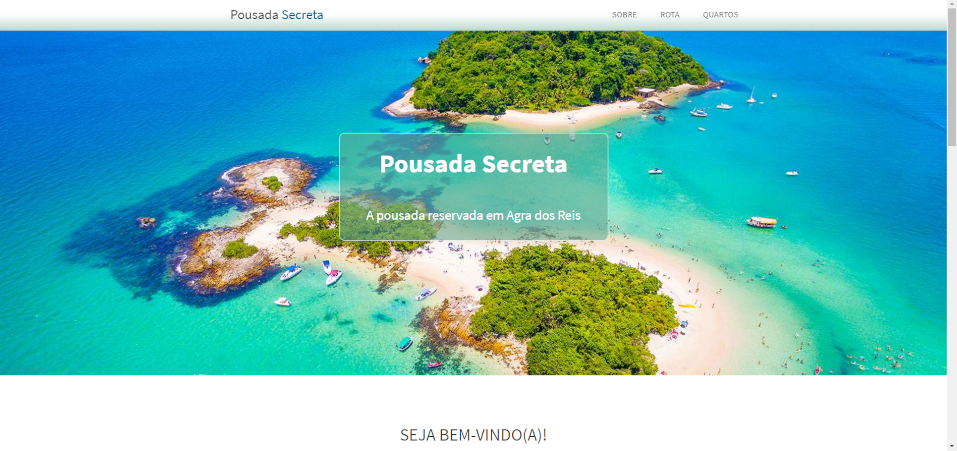 Pousada Secreta
SOBRE ROTA QUARTOS
Pousada Secreta
A pousada reservada em Agra dos Reis
SEJA BEM-VINDO(A)!